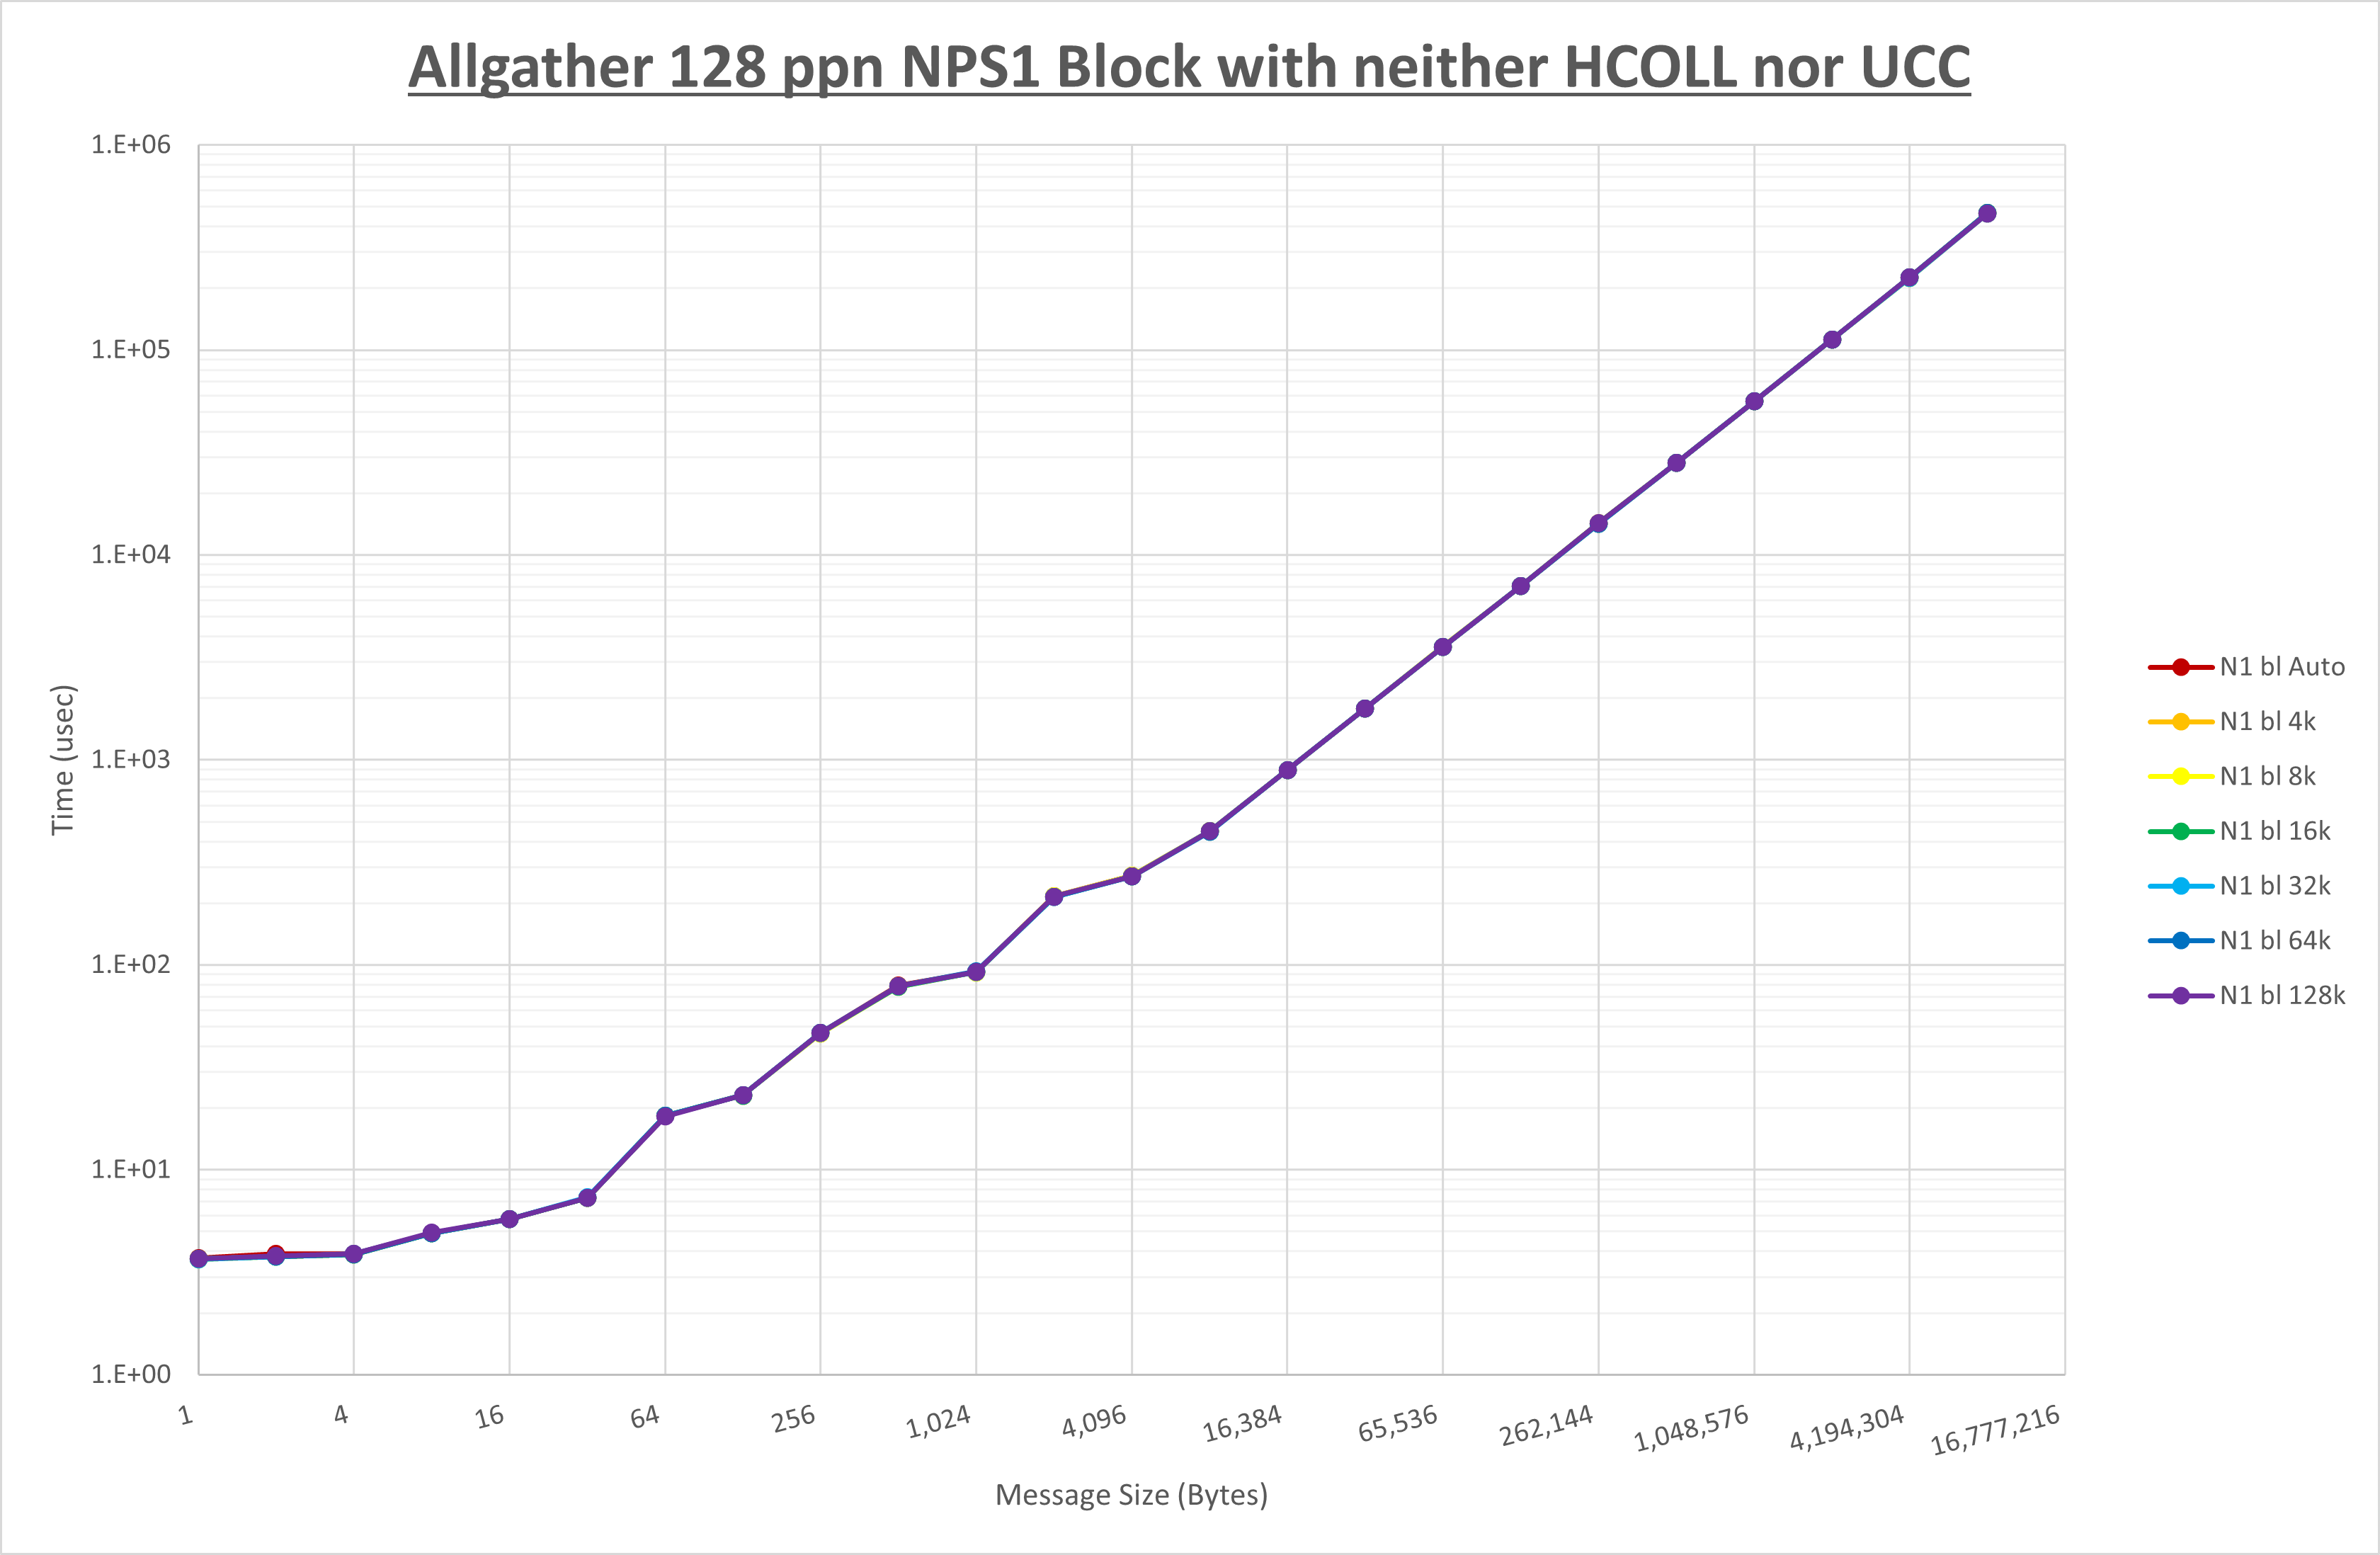 Allgather 128 ppn NPS1 Block with neither HCOLL nor UCC
1.E+06
1.E+05
1.E+04
1.E+03
1.E+02
1.E+01
1.E+00
Time (usec)
1
4
16
64
256
1,024
4,096
16,384
65,536
262,144
1,048,576
4,194,304
16,777,216
Message Size (Bytes)
N1 bl Auto
N1 bl 4k
N1 bl 8k
N1 bl 16k
N1 bl 32k
N1 bl 64k
N1 bl 128k